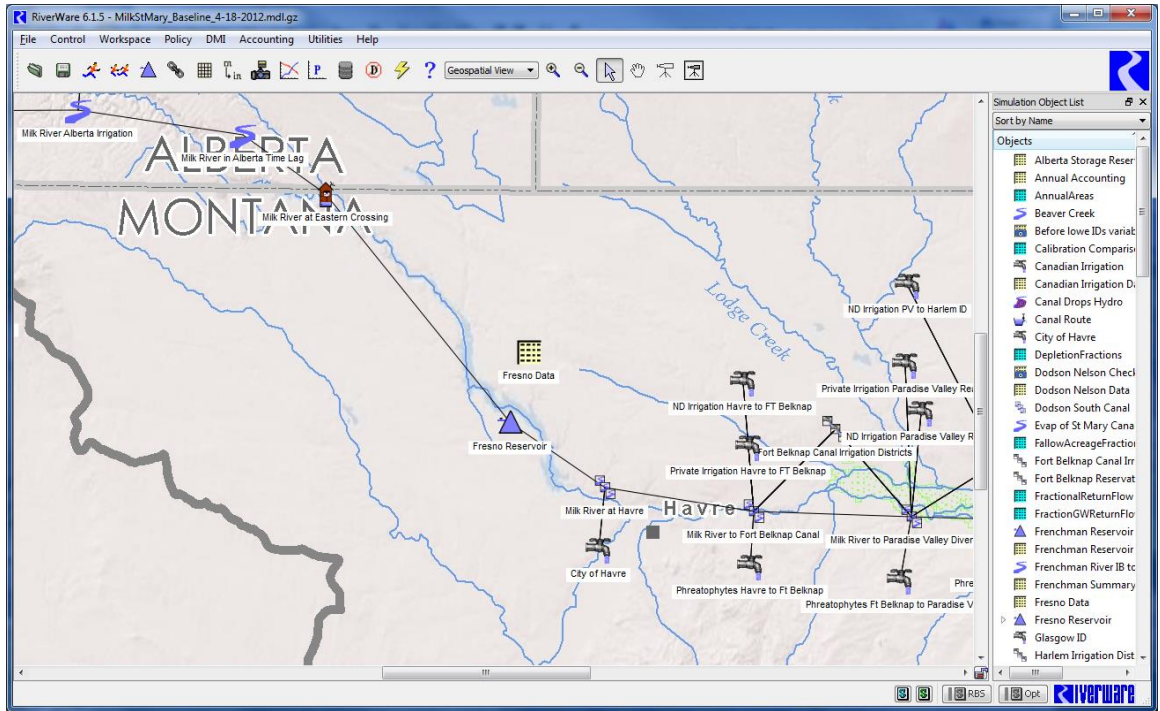 RiverWare 6.1.5 - MilkStMary_Baseline_4-18-2012.mdl.gz
File Control Workspace Policy DMI Accounting Utilities Help
in P D ? Geospatial View
Simulation Object List
Sort by Name
Objects
Alberta Storage Reser
Annual Accounting
AnnualAreas
Beaver Creek
Before lowe IDs variab
Calibration Comparis
Canadian Irrigation
Canadian Irrigation D
Canal Drops Hydro
Canal Route
City of Havre
DepletionFractions
Dodson Nelson Check
Dodson Nelson Data
Dodson South Canal
Evap of St Mary Cana
FallowAcreageFraction
Fort Belknap Canal Irr
Fort Belknap Reservat
FractionalReturnFlow
FractionGWReturnFlo
Frenchman Reservoir
Frenchman Reservoir
Frenchman River IB to
Frenchman Summary
Fresno Data
Fresno Reservoir
Glasgow ID
Harlem Irrigation Dist
Milk River Alberta Irrigation
ALBERTA
Milk River in Alberta Time Lag
MONTANA
Milk River at Eastern Crossing
Creek
Lodge Creek
ND Irrigation PV to Harlem ID
Fresno Data
Private Irrigation Paradise Valley Rea
ND Irrigation Havre to FT Belknap
ND Irrigation Paradise Valley R
Fresno Reservoir
Fort Belknap Canal Irrigation Districts
Private Irrigation Havre to FT Belknap
Milk River at Havre
Havre
Milk River to Fort Belknap Canal
Milk River to Paradise Valley Diver
City of Havre
Phreatophytes Havre to Ft Belknap
Phre
Phreatophytes Ft Belknap to Paradise V
RBS Opt RiverWare